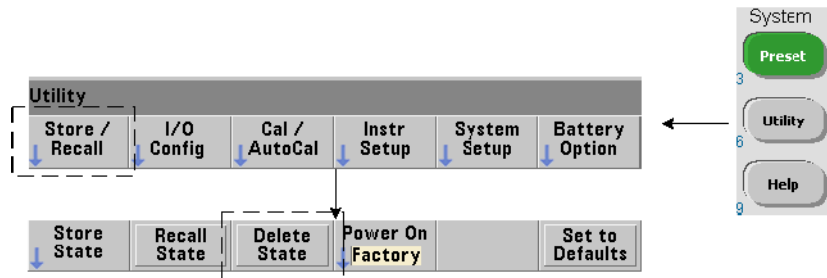 System
Preset
3
Utility
6
Help
9
Utility
Store / Recall
I/O Config
Cal / AutoCal
Instr Setup
System Setup
Battery Option
Store State
Recall State
Delete State
Power On Factory
Set to Defaults